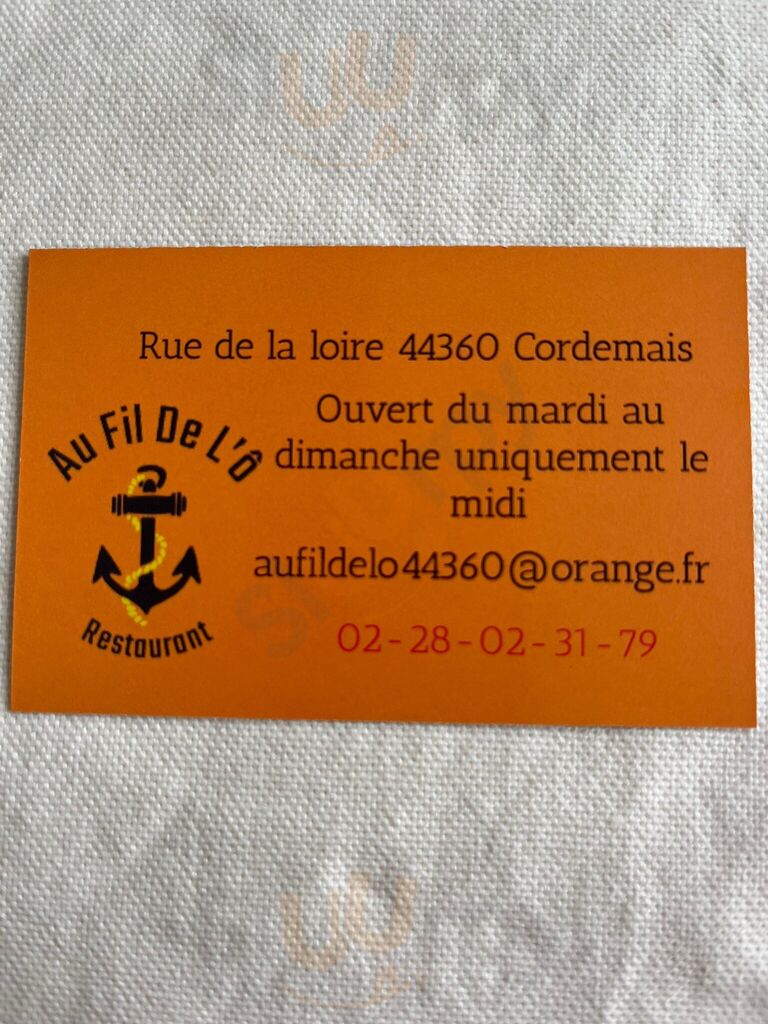 Rue de la loire 44360 Cordemais
Au Fil De L'Ô
Restaurant
Ouvert du mardi au
dimanche uniquement le
midi
aufildelo44360@orange.fr
02-28-02-31-79